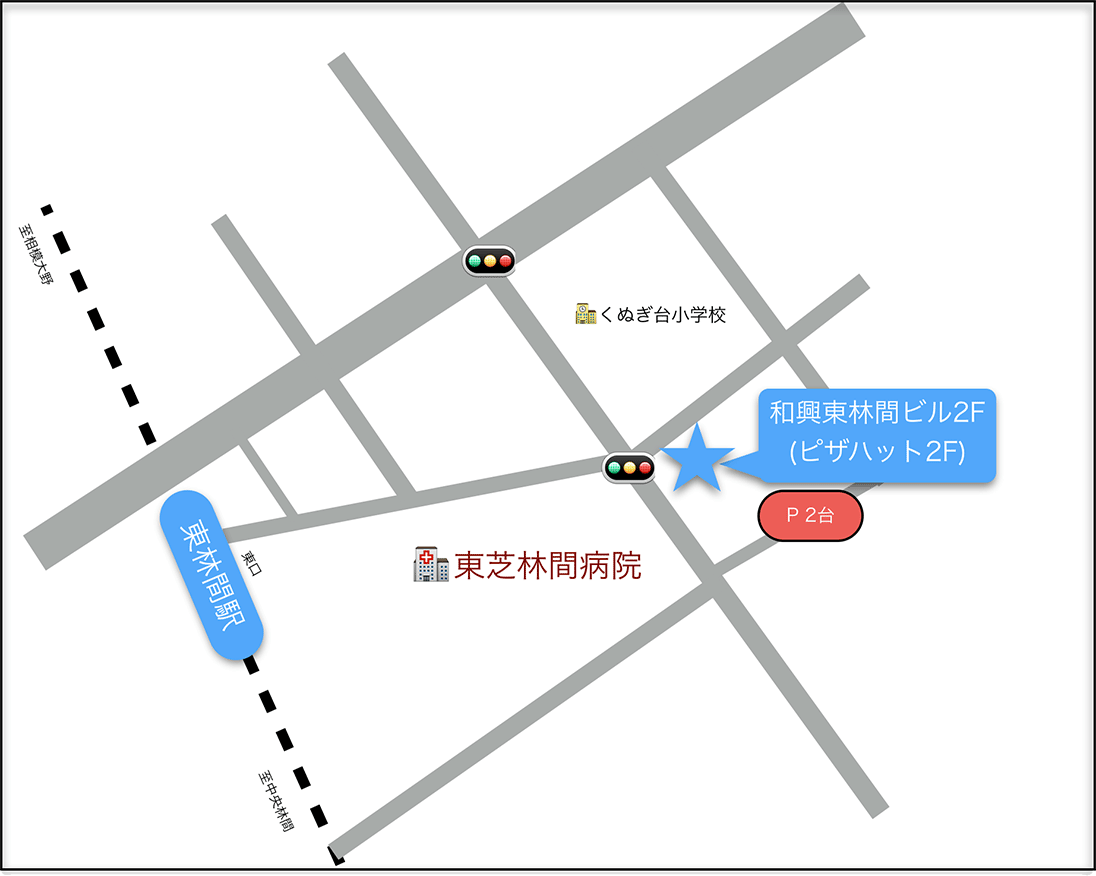 至相模大野
くぬぎ台小学校
和興東林間ビル2F
(ピザハット2F)
P 2台
東林間駅
東口
東芝林間病院
至中央林間